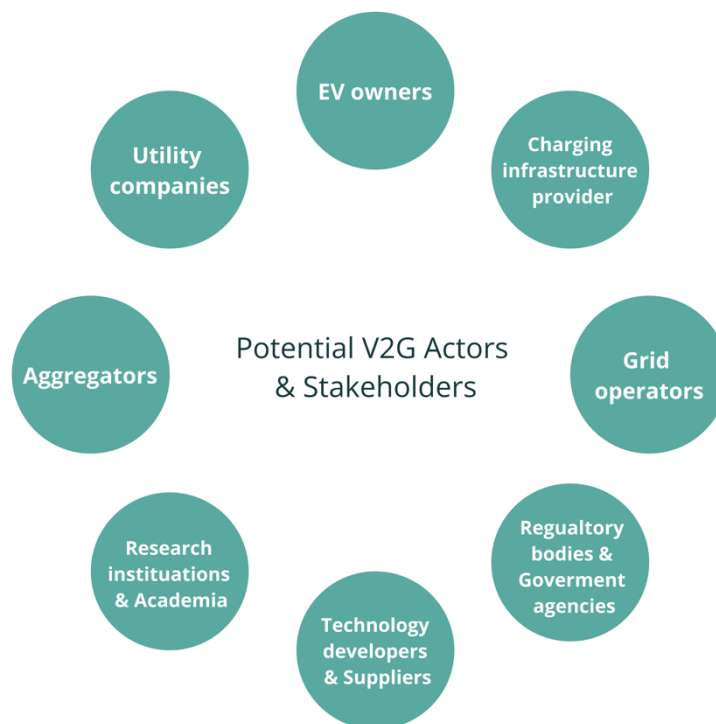 EV owners
Charging
infrastructure
provider
Utility
companies
Potential V2G Actors
& Stakeholders
Aggregators
Grid
operators
Regualtory
bodies &
Goverment
agencies
Research
instituations
& Academia
Technology
developers
& Suppliers